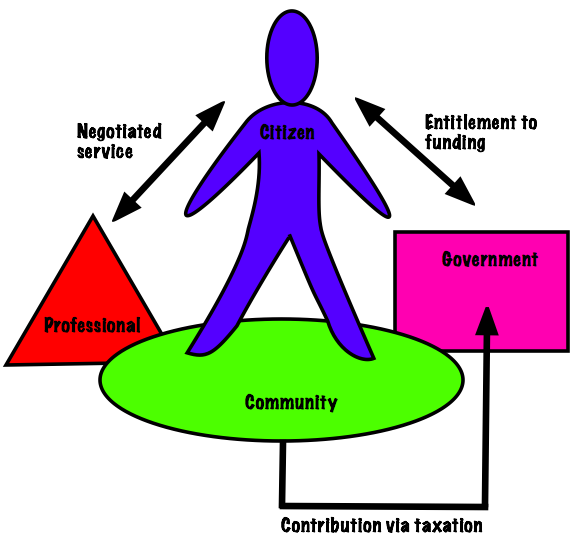 Citizen
Negotiated
service
Entitlement to
funding
Government
Professional
Community
Contribution via taxation